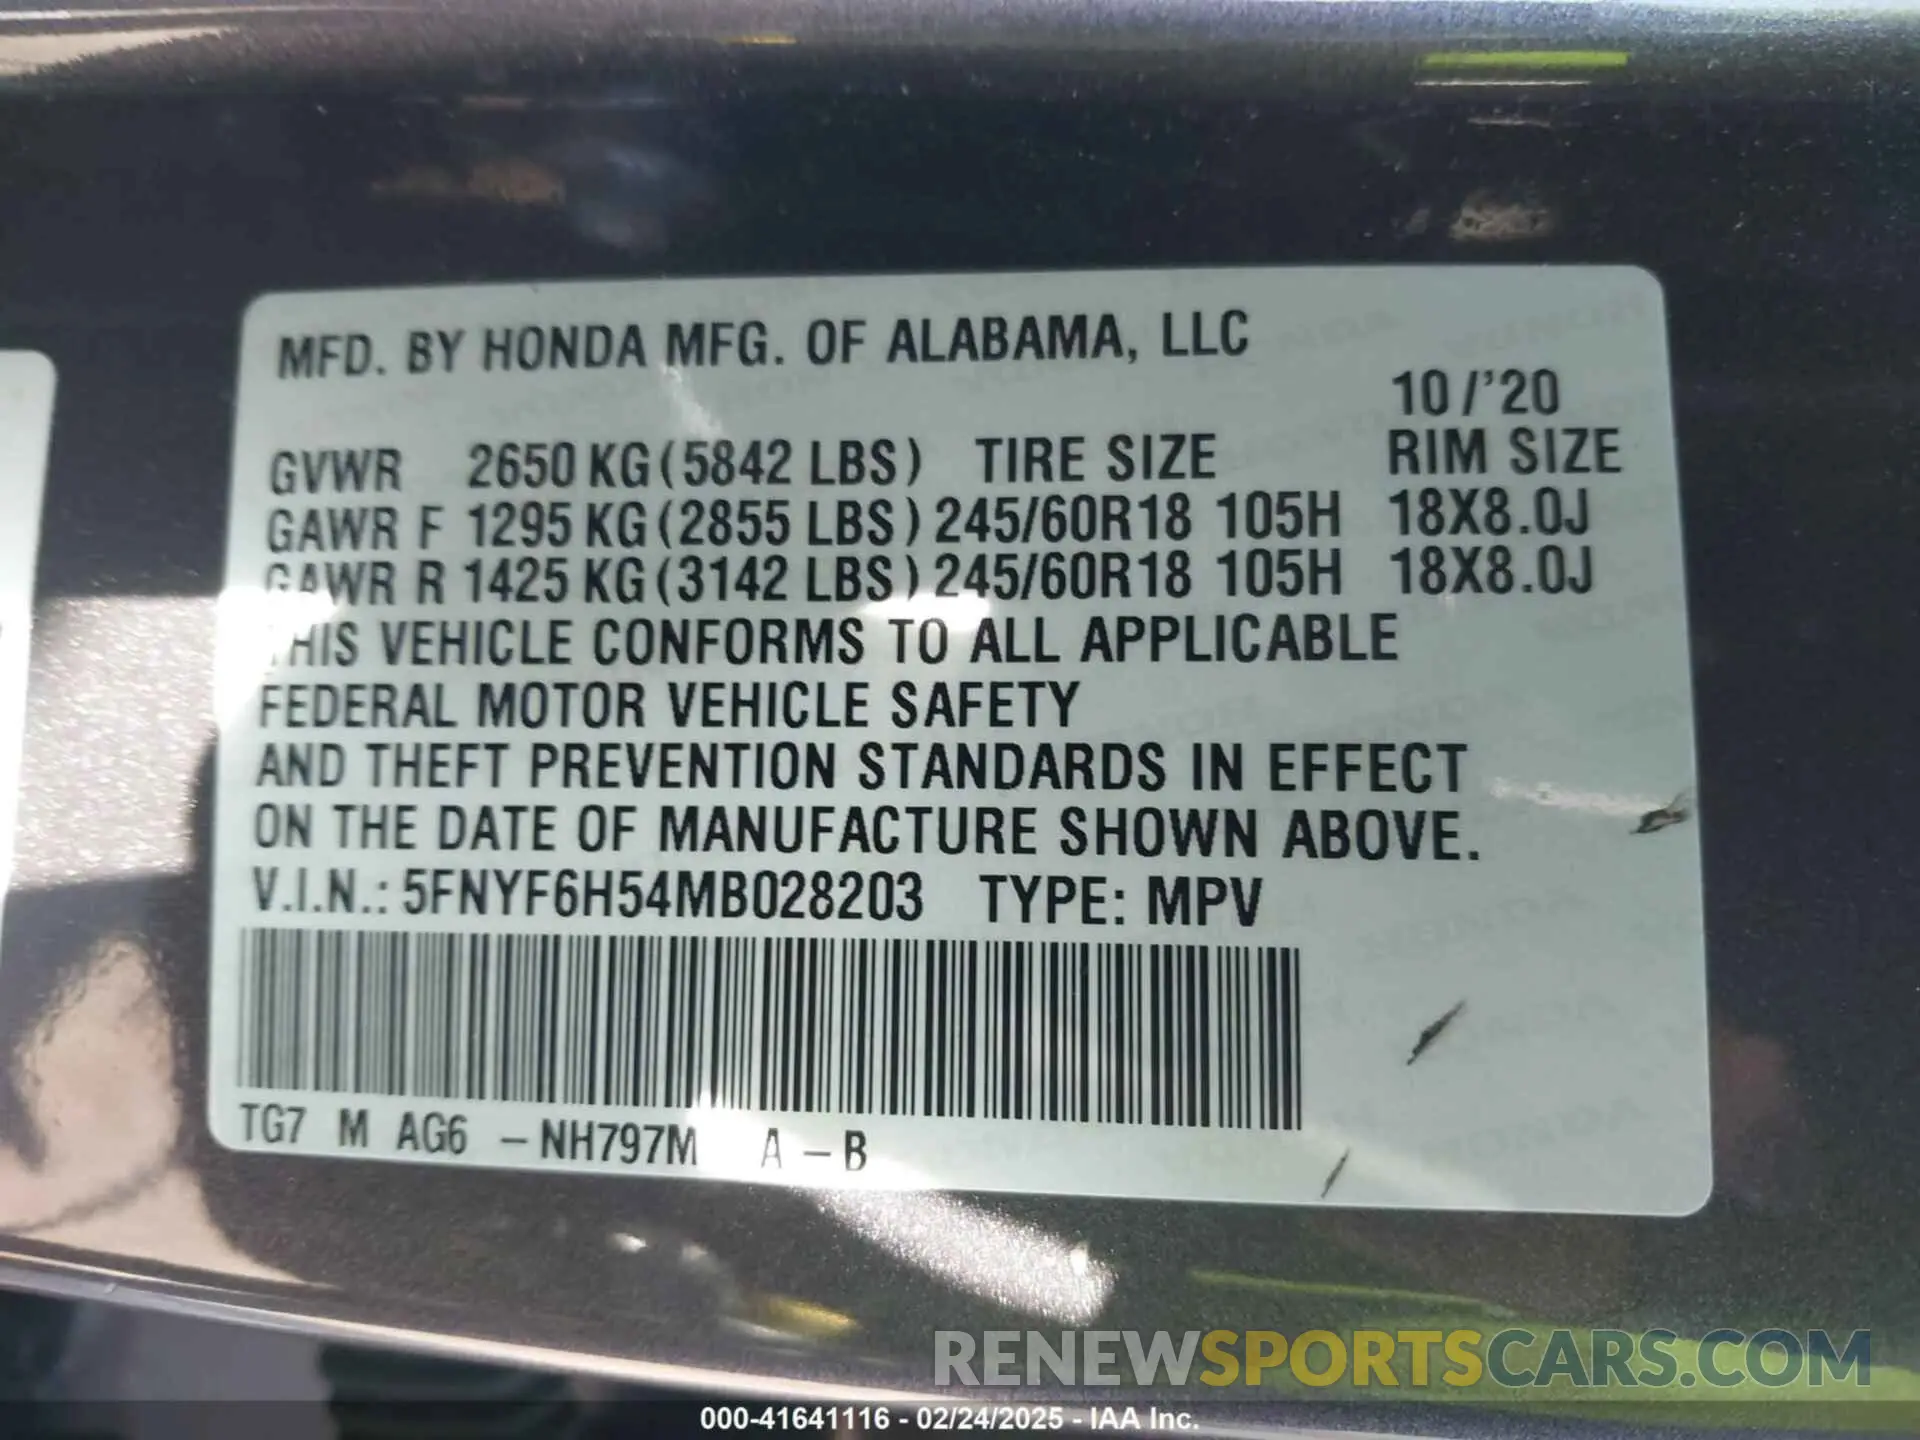 MFD. BY HONDA MFG. OF ALABAMA, LLC
10/'20
GVWR 2650 KG (5842 LBS) TIRE SIZE RIM SIZE
GAWR F 1295 KG (2855 LBS) 245/60R18 105H 18X8.0J
GAWR R 1425 KG (3142 LBS) 245/60R18 105H 18X8.0J
THIS VEHICLE CONFORMS TO ALL APPLICABLE
FEDERAL MOTOR VEHICLE SAFETY
AND THEFT PREVENTION STANDARDS IN EFFECT
ON THE DATE OF MANUFACTURE SHOWN ABOVE.
V.I.N.: 5FNYF6H54MB028203 TYPE: MPV
TG7 M AG6 -NH797M A-B
RENEWSPORTSCARS.COM
000-41641116 - 02/24/2025 - IAA Inc.